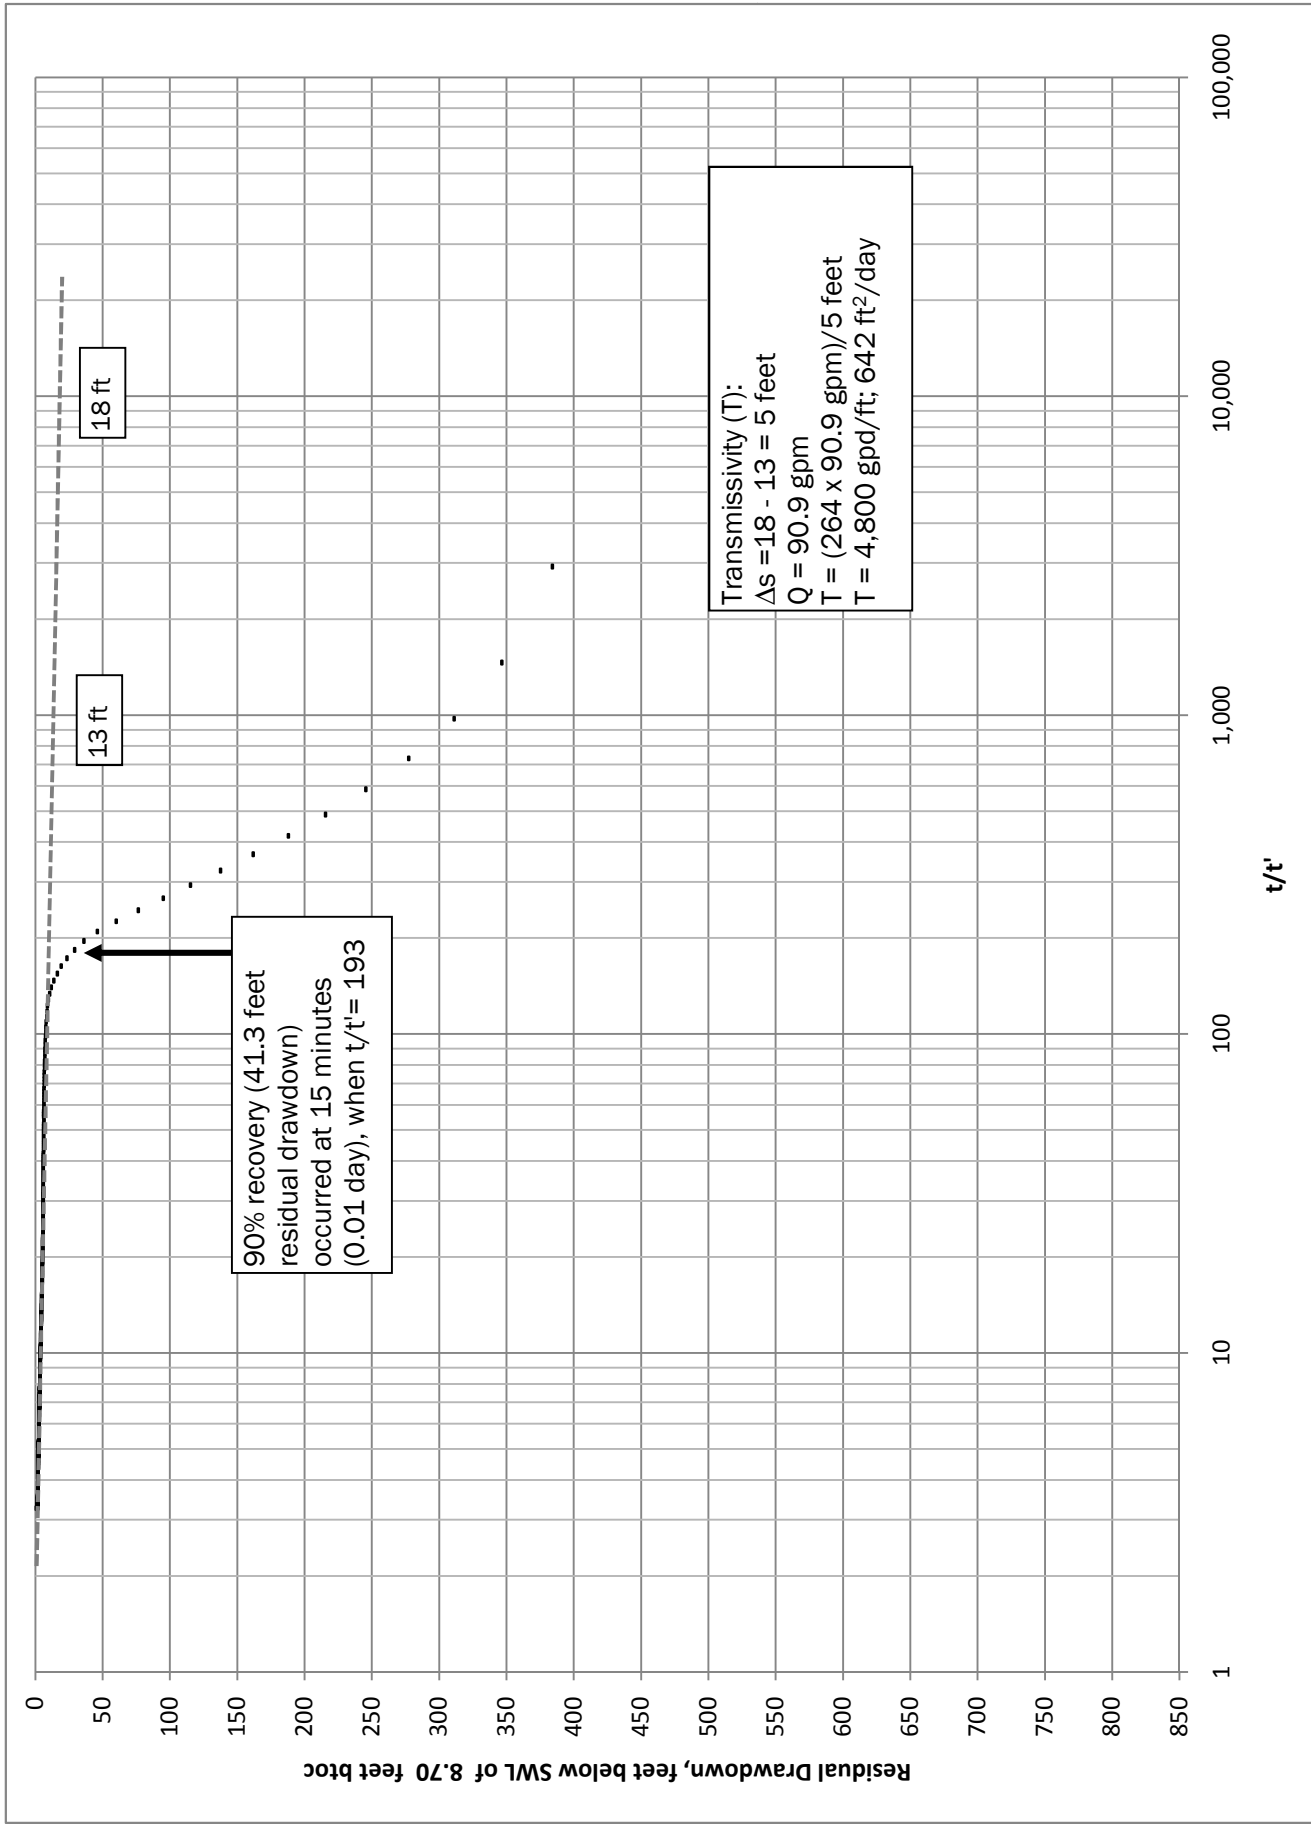 Residual Drawdown, feet below SWL of 8.70 feet btoc
0
50
100
150
200
250
300
350
400
450
500
550
600
650
700
750
800
850
18 ft
13 ft
90% recovery (41.3 feet
residual drawdown)
occurred at 15 minutes
(0.01 day), when t/t'= 193
Transmissivity (T):
Δs =18 - 13 = 5 feet
Q = 90.9 gpm
T = (264 x 90.9 gpm)/5 feet
T = 4,800 gpd/ft; 642 ft²/day
1
10
100
1,000
10,000
100,000
t/t'